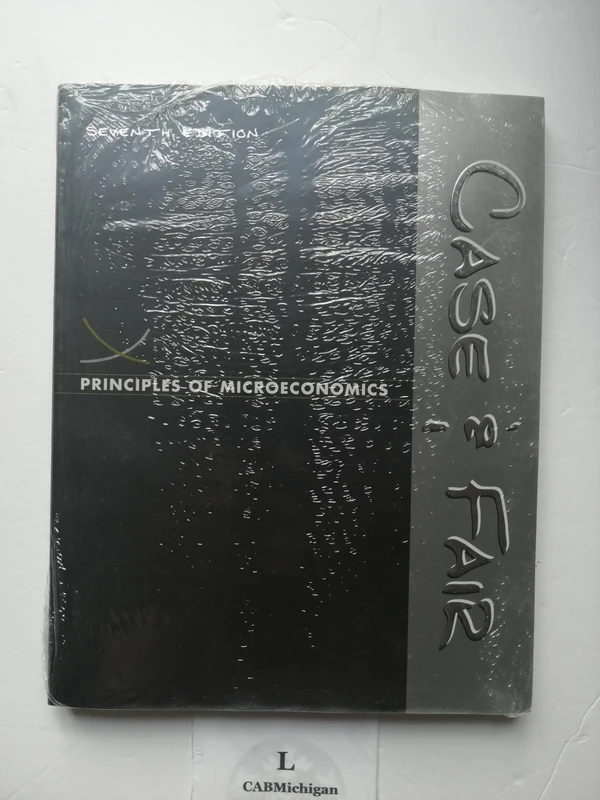 SEVENTH EDITION
PRINCIPLES OF MICROECONOMICS
CASE & FAIR
L
CABMichigan